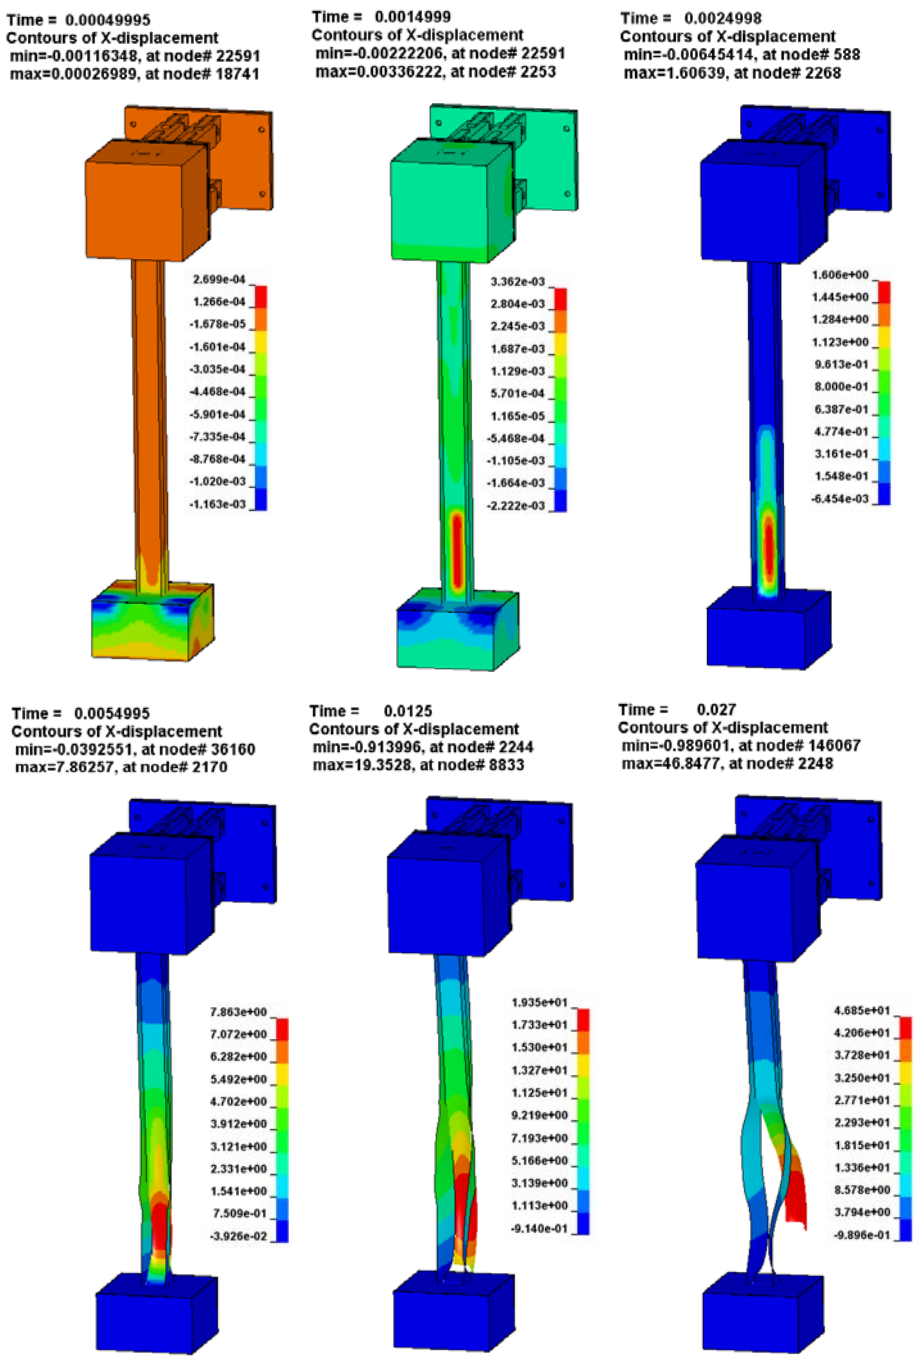 Time = 0.00049995
Contours of X-displacement
min=-0.00116348, at node# 22591
max=0.00026989, at node# 18741
2.699e-04
1.266e-04
-1.678e-05
-1.601e-04
-3.035e-04
-4.468e-04
-5.901e-04
-7.335e-04
-8.768e-04
-1.020e-03
-1.163e-03
Time = 0.0014999
Contours of X-displacement
min=-0.00222206, at node# 22591
max=0.00336222, at node# 2253
3.362e-03
2.804e-03
2.245e-03
1.687e-03
1.129e-03
5.701e-04
1.165e-05
-5.468e-04
-1.105e-03
-1.664e-03
-2.222e-03
Time = 0.0024998
Contours of X-displacement
min=-0.00645414, at node# 588
max=1.60639, at node# 2268
1.606e+00
1.445e+00
1.284e+00
1.123e+00
9.613e-01
8.000e-01
6.387e-01
4.774e-01
3.161e-01
1.548e-01
-6.454e-03
Time = 0.0054995
Contours of X-displacement
min=-0.0392551, at node# 36160
max=7.86257, at node# 2170
7.863e+00
7.072e+00
6.282e+00
5.492e+00
4.702e+00
3.912e+00
3.121e+00
2.331e+00
1.541e+00
7.509e-01
-3.926e-02
Time = 0.0125
Contours of X-displacement
min=-0.913996, at node# 2244
max=19.3528, at node# 8833
1.935e+01
1.733e+01
1.530e+01
1.327e+01
1.125e+01
9.219e+00
7.193e+00
5.166e+00
3.139e+00
1.113e+00
-9.140e-01
Time = 0.027
Contours of X-displacement
min=-0.989601, at node# 146067
max=46.8477, at node# 2248
4.685e+01
4.206e+01
3.728e+01
3.250e+01
2.771e+01
2.293e+01
1.815e+01
1.336e+01
8.578e+00
3.794e+00
-9.896e-01